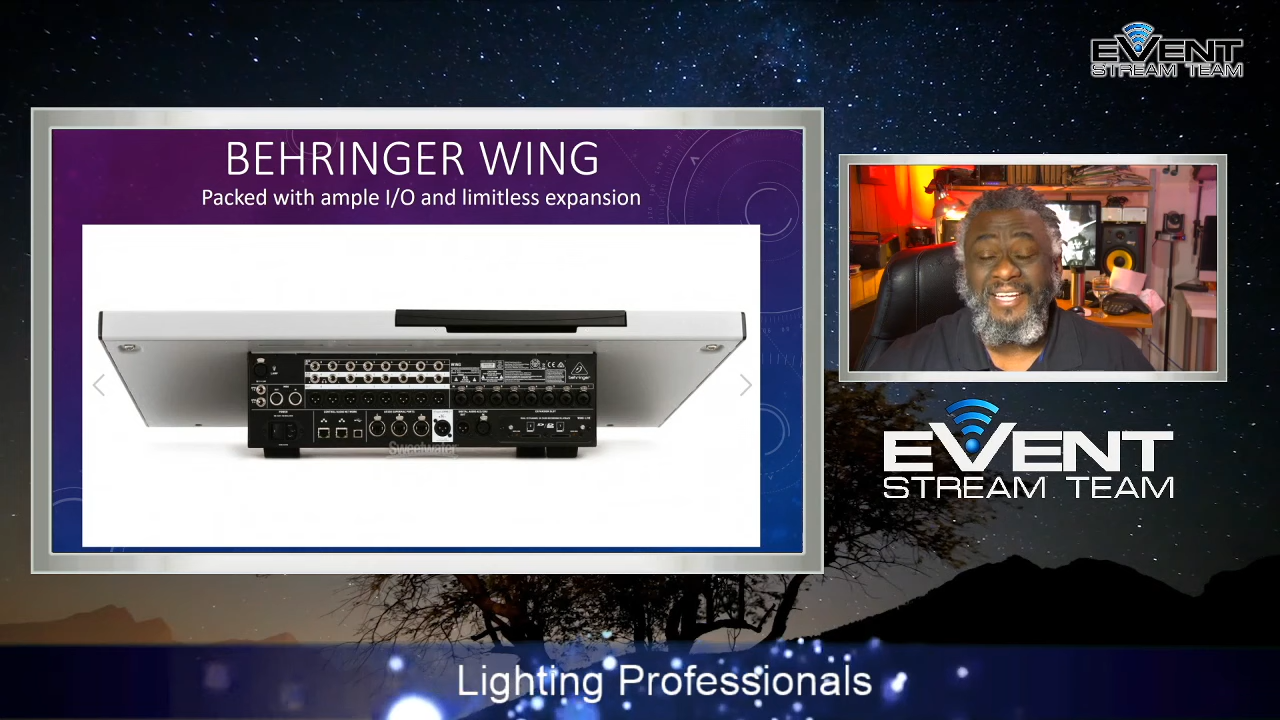 EVENT
STREAM TEAM
BEHRINGER WING
Packed with ample I/O and limitless expansion
behringer
Sweetwater
EVENT
STREAM TEAM
Lighting Professionals